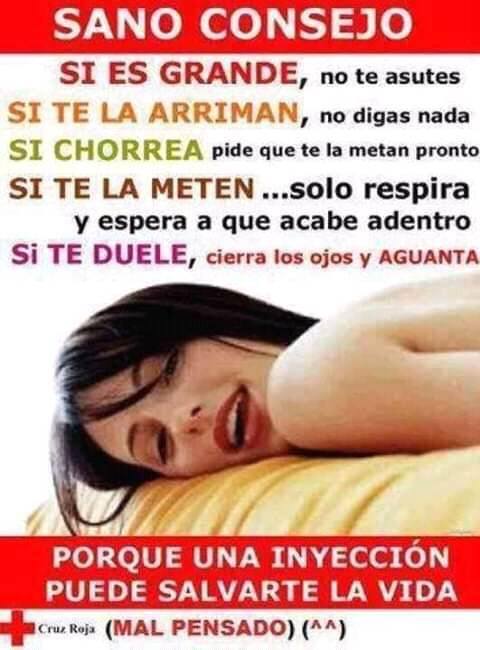 SANO CONSEJO
SI ES GRANDE, no te asutes
SI TE LA ARRIMAN, no digas nada
SI CHORREA pide que te la metan pronto
SI TE LA METEN ...solo respira
y espera a que acabe adentro
Si TE DUELE, cierra los ojos y AGUANTA
PORQUE UNA INYECCIÓN
PUEDE SALVARTE LA VIDA
Cruz Roja (MAL PENSADO) (^^)